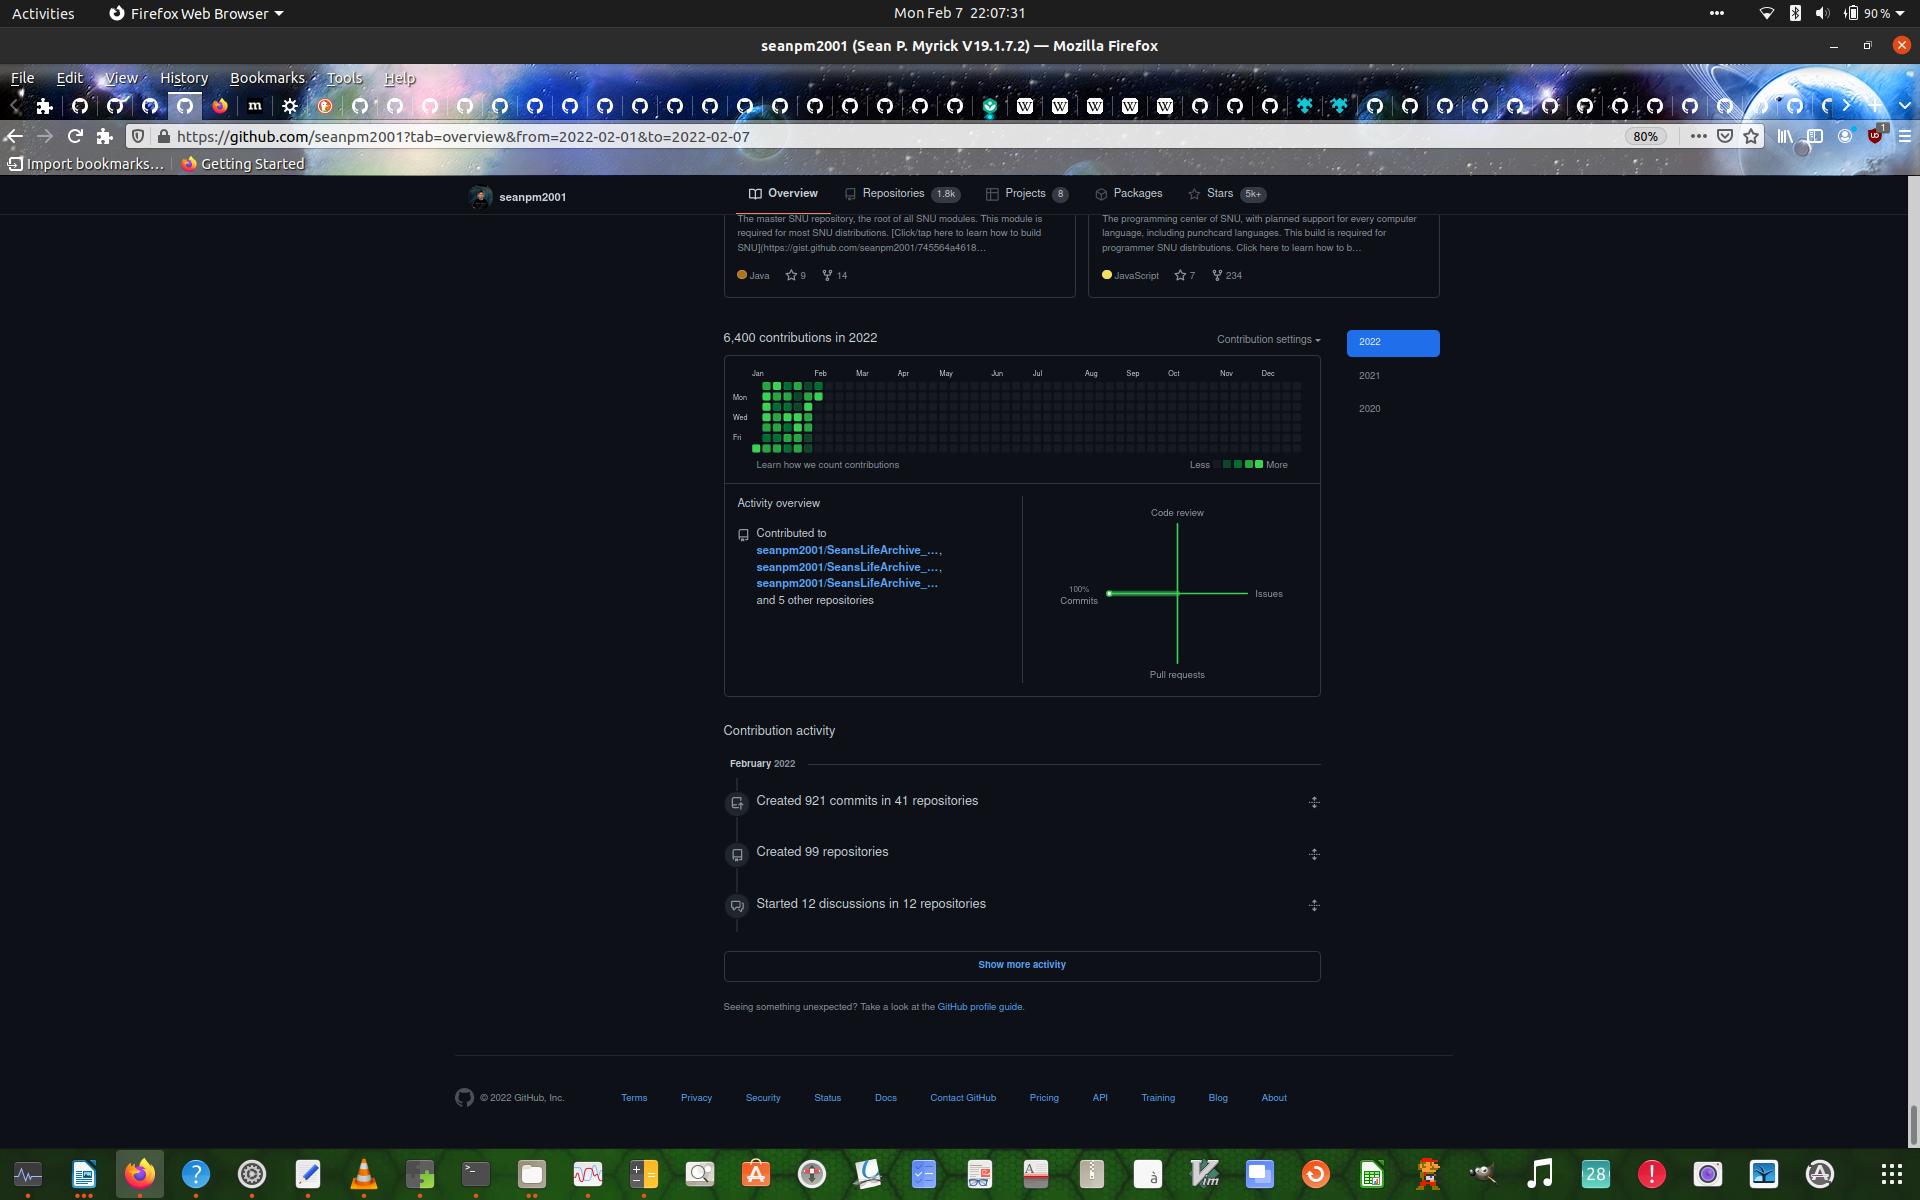 Activities
Firefox Web Browser
Mon Feb 7 22:07:31
90 %
seanpm2001 (Sean P. Myrick V19.1.7.2) — Mozilla Firefox
File Edit View History Bookmarks Tools Help
https://github.com/seanpm2001?tab=overview&from=2022-02-01&to=2022-02-07
80%
1
Import bookmarks…
Getting Started
seanpm2001
Overview
Repositories 1.8k
Projects 8
Packages
Stars 5k+
The master SNU repository, the root of all SNU modules. This module is
required for most SNU distributions. [Click/tap here to learn how to build
SNU](https://gist.github.com/seanpm2001/745564a4618…
Java 9 14
The programming center of SNU, with planned support for every computer
language, including punchcard languages. This build is required for
programmer SNU distributions. Click here to learn how to b…
JavaScript 7 234
6,400 contributions in 2022
Contribution settings
2022
2021
2020
Jan Feb Mar Apr May Jun Jul Aug Sep Oct Nov Dec
Mon
Wed
Fri
Learn how we count contributions
Less More
Activity overview
Contributed to
seanpm2001/SeansLifeArchive_…,
seanpm2001/SeansLifeArchive_…,
seanpm2001/SeansLifeArchive_…
and 5 other repositories
Code review
100%
Commits
Issues
Pull requests
Contribution activity
February 2022
Created 921 commits in 41 repositories
Created 99 repositories
Started 12 discussions in 12 repositories
Show more activity
Seeing something unexpected? Take a look at the GitHub profile guide.
© 2022 GitHub, Inc.
Terms
Privacy
Security
Status
Docs
Contact GitHub
Pricing
API
Training
Blog
About
28